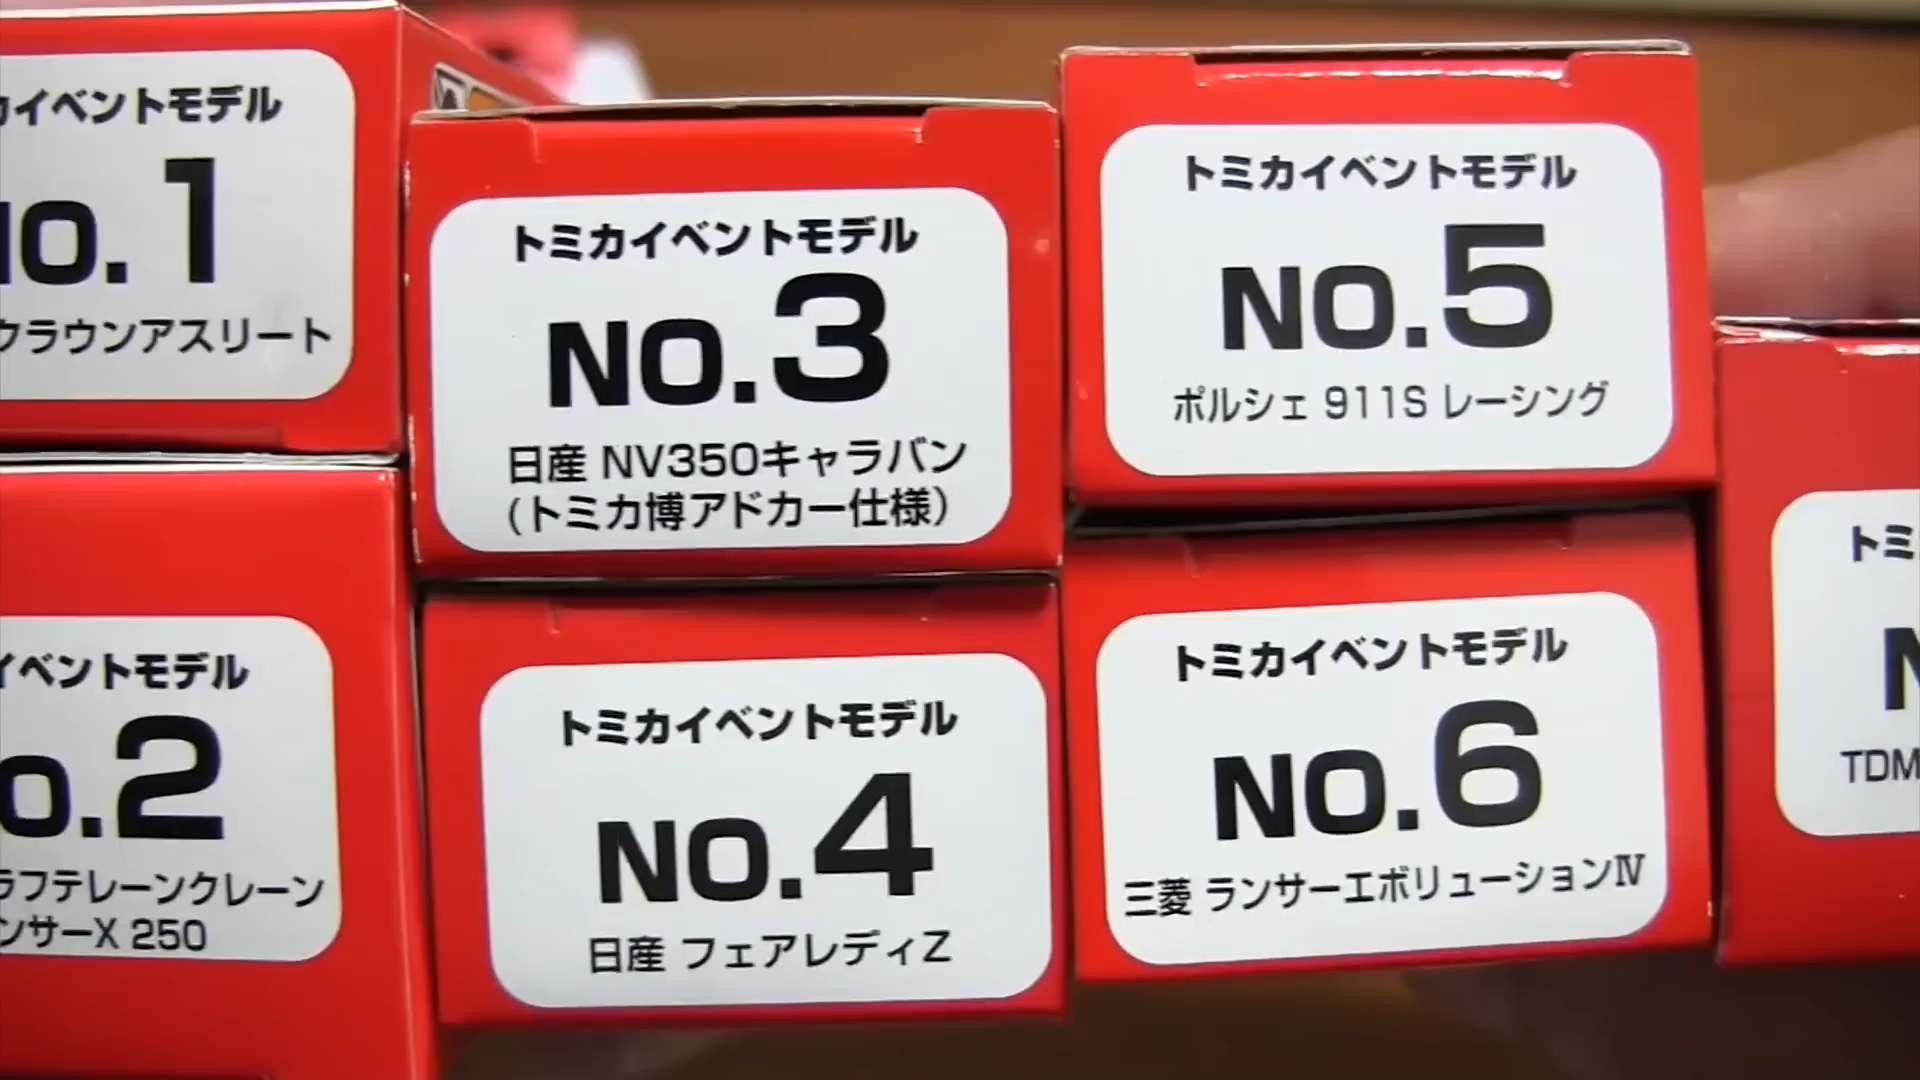 カイベントモデル
NO.1
クラウンアスリート
イベントモデル
NO.2
ラフテレーンクレーン
ンサーX 250
トミカイベントモデル
NO.3
日産 NV350キャラバン
(トミカ博アドカー仕様)
トミカイベントモデル
NO.4
日産 フェアレディZ
トミカイベントモデル
NO.5
ポルシェ 911S レーシング
トミカイベントモデル
NO.6
三菱 ランサーエボリューションⅣ
トミ
N
TDM